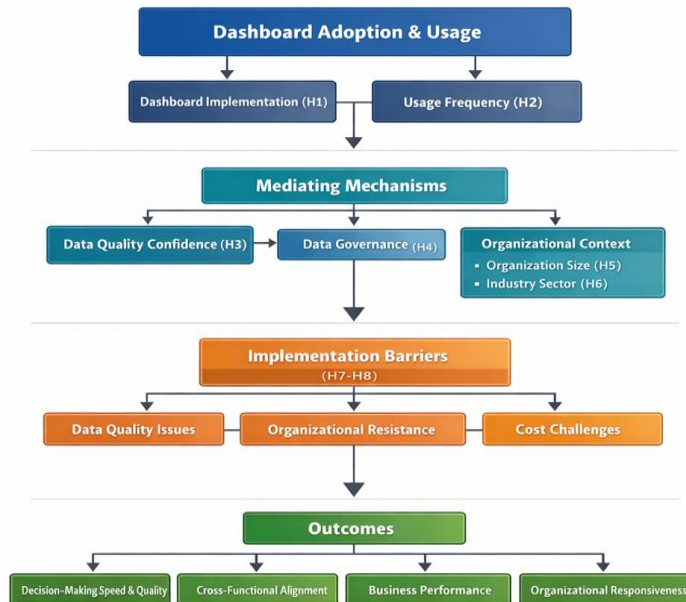 Dashboard Adoption & Usage
Dashboard Implementation (H1)
Usage Frequency (H2)
Mediating Mechanisms
Data Quality Confidence (H3)
Data Governance (H4)
Organizational Context
▪ Organization Size (H5)
▪ Industry Sector (H6)
Implementation Barriers
(H7-H8)
Data Quality Issues
Organizational Resistance
Cost Challenges
Outcomes
Decision-Making Speed & Quality
Cross-Functional Alignment
Business Performance
Organizational Responsiveness